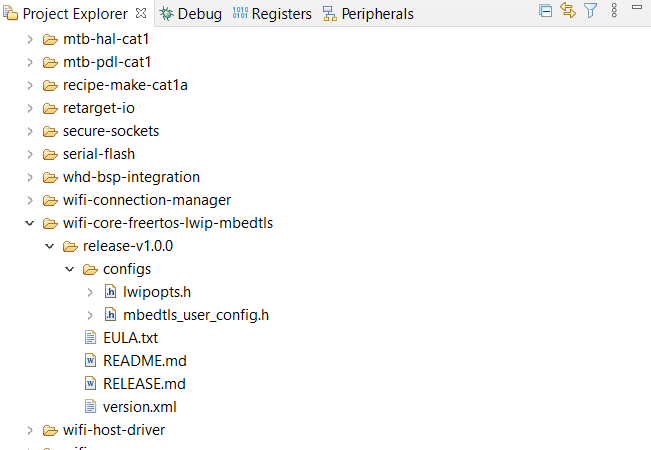 Project Explorer Debug Registers Peripherals
mtb-hal-cat1
mtb-pdl-cat1
recipe-make-cat1a
retarget-io
secure-sockets
serial-flash
whd-bsp-integration
wifi-connection-manager
wifi-core-freertos-lwip-mbedtls
release-v1.0.0
configs
lwipopts.h
mbedtls_user_config.h
EULA.txt
README.md
RELEASE.md
version.xml
wifi-host-driver